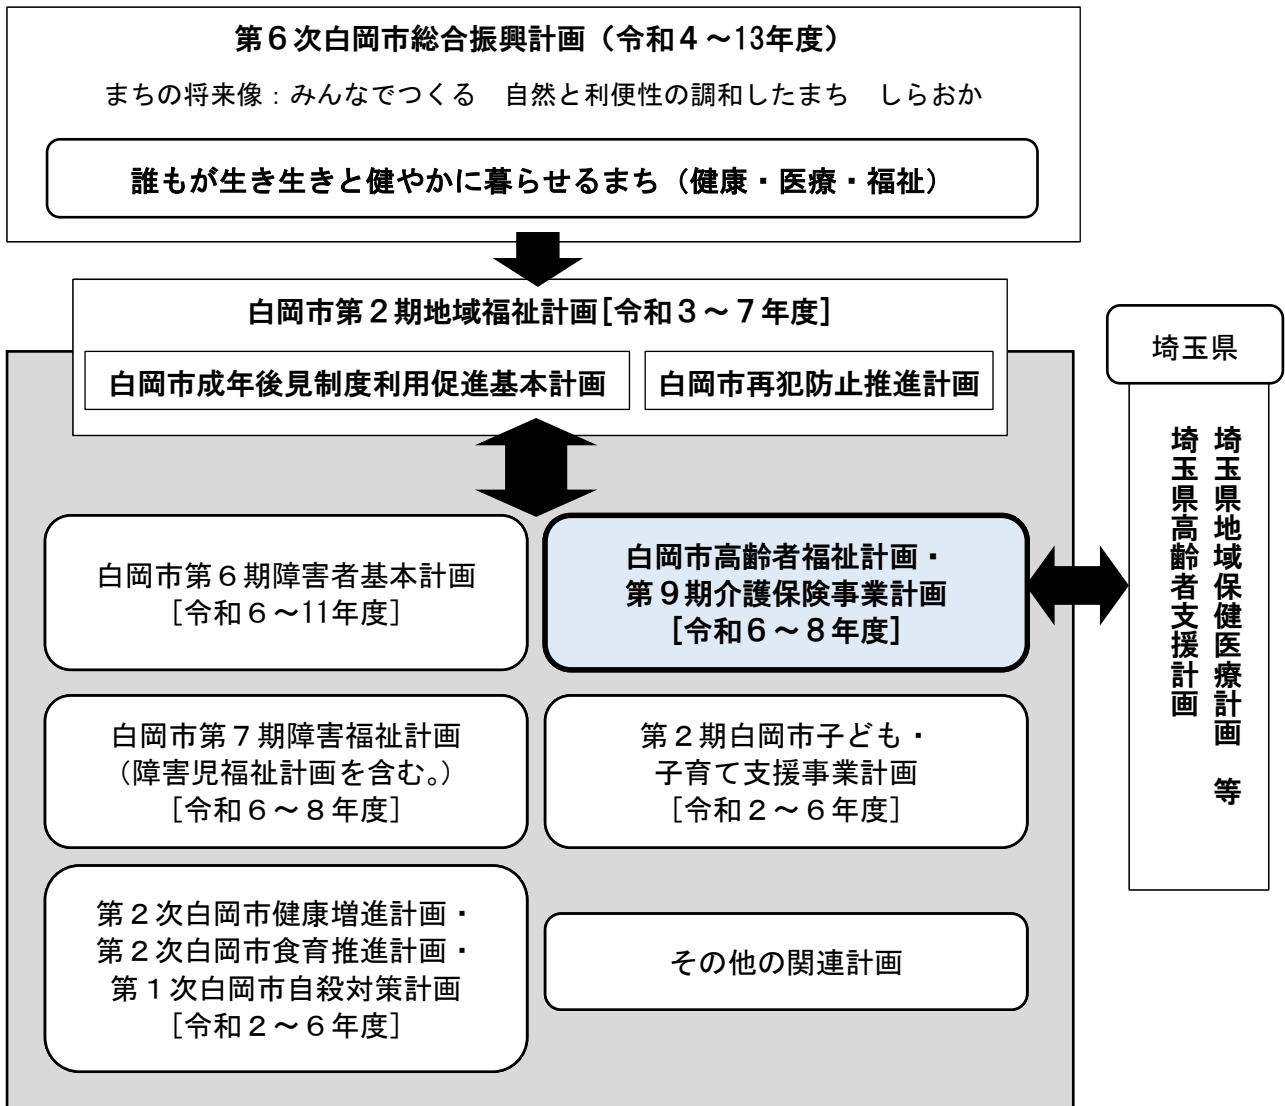 第６次白岡市総合振興計画（令和４～13年度）
まちの将来像：みんなでつくる　自然と利便性の調和したまち　しらおか
誰もが生き生きと健やかに暮らせるまち（健康・医療・福祉）
白岡市第２期地域福祉計画[令和３～７年度]
白岡市成年後見制度利用促進基本計画
白岡市再犯防止推進計画
埼玉県
埼玉県地域保健医療計画　等
埼玉県高齢者支援計画
白岡市第６期障害者基本計画
[令和６～11年度]
白岡市高齢者福祉計画・
第９期介護保険事業計画
[令和６～８年度]
白岡市第７期障害福祉計画
（障害児福祉計画を含む。）
[令和６～８年度]
第２期白岡市子ども・
子育て支援事業計画
[令和２～６年度]
第２次白岡市健康増進計画・
第２次白岡市食育推進計画・
第１次白岡市自殺対策計画
[令和２～６年度]
その他の関連計画